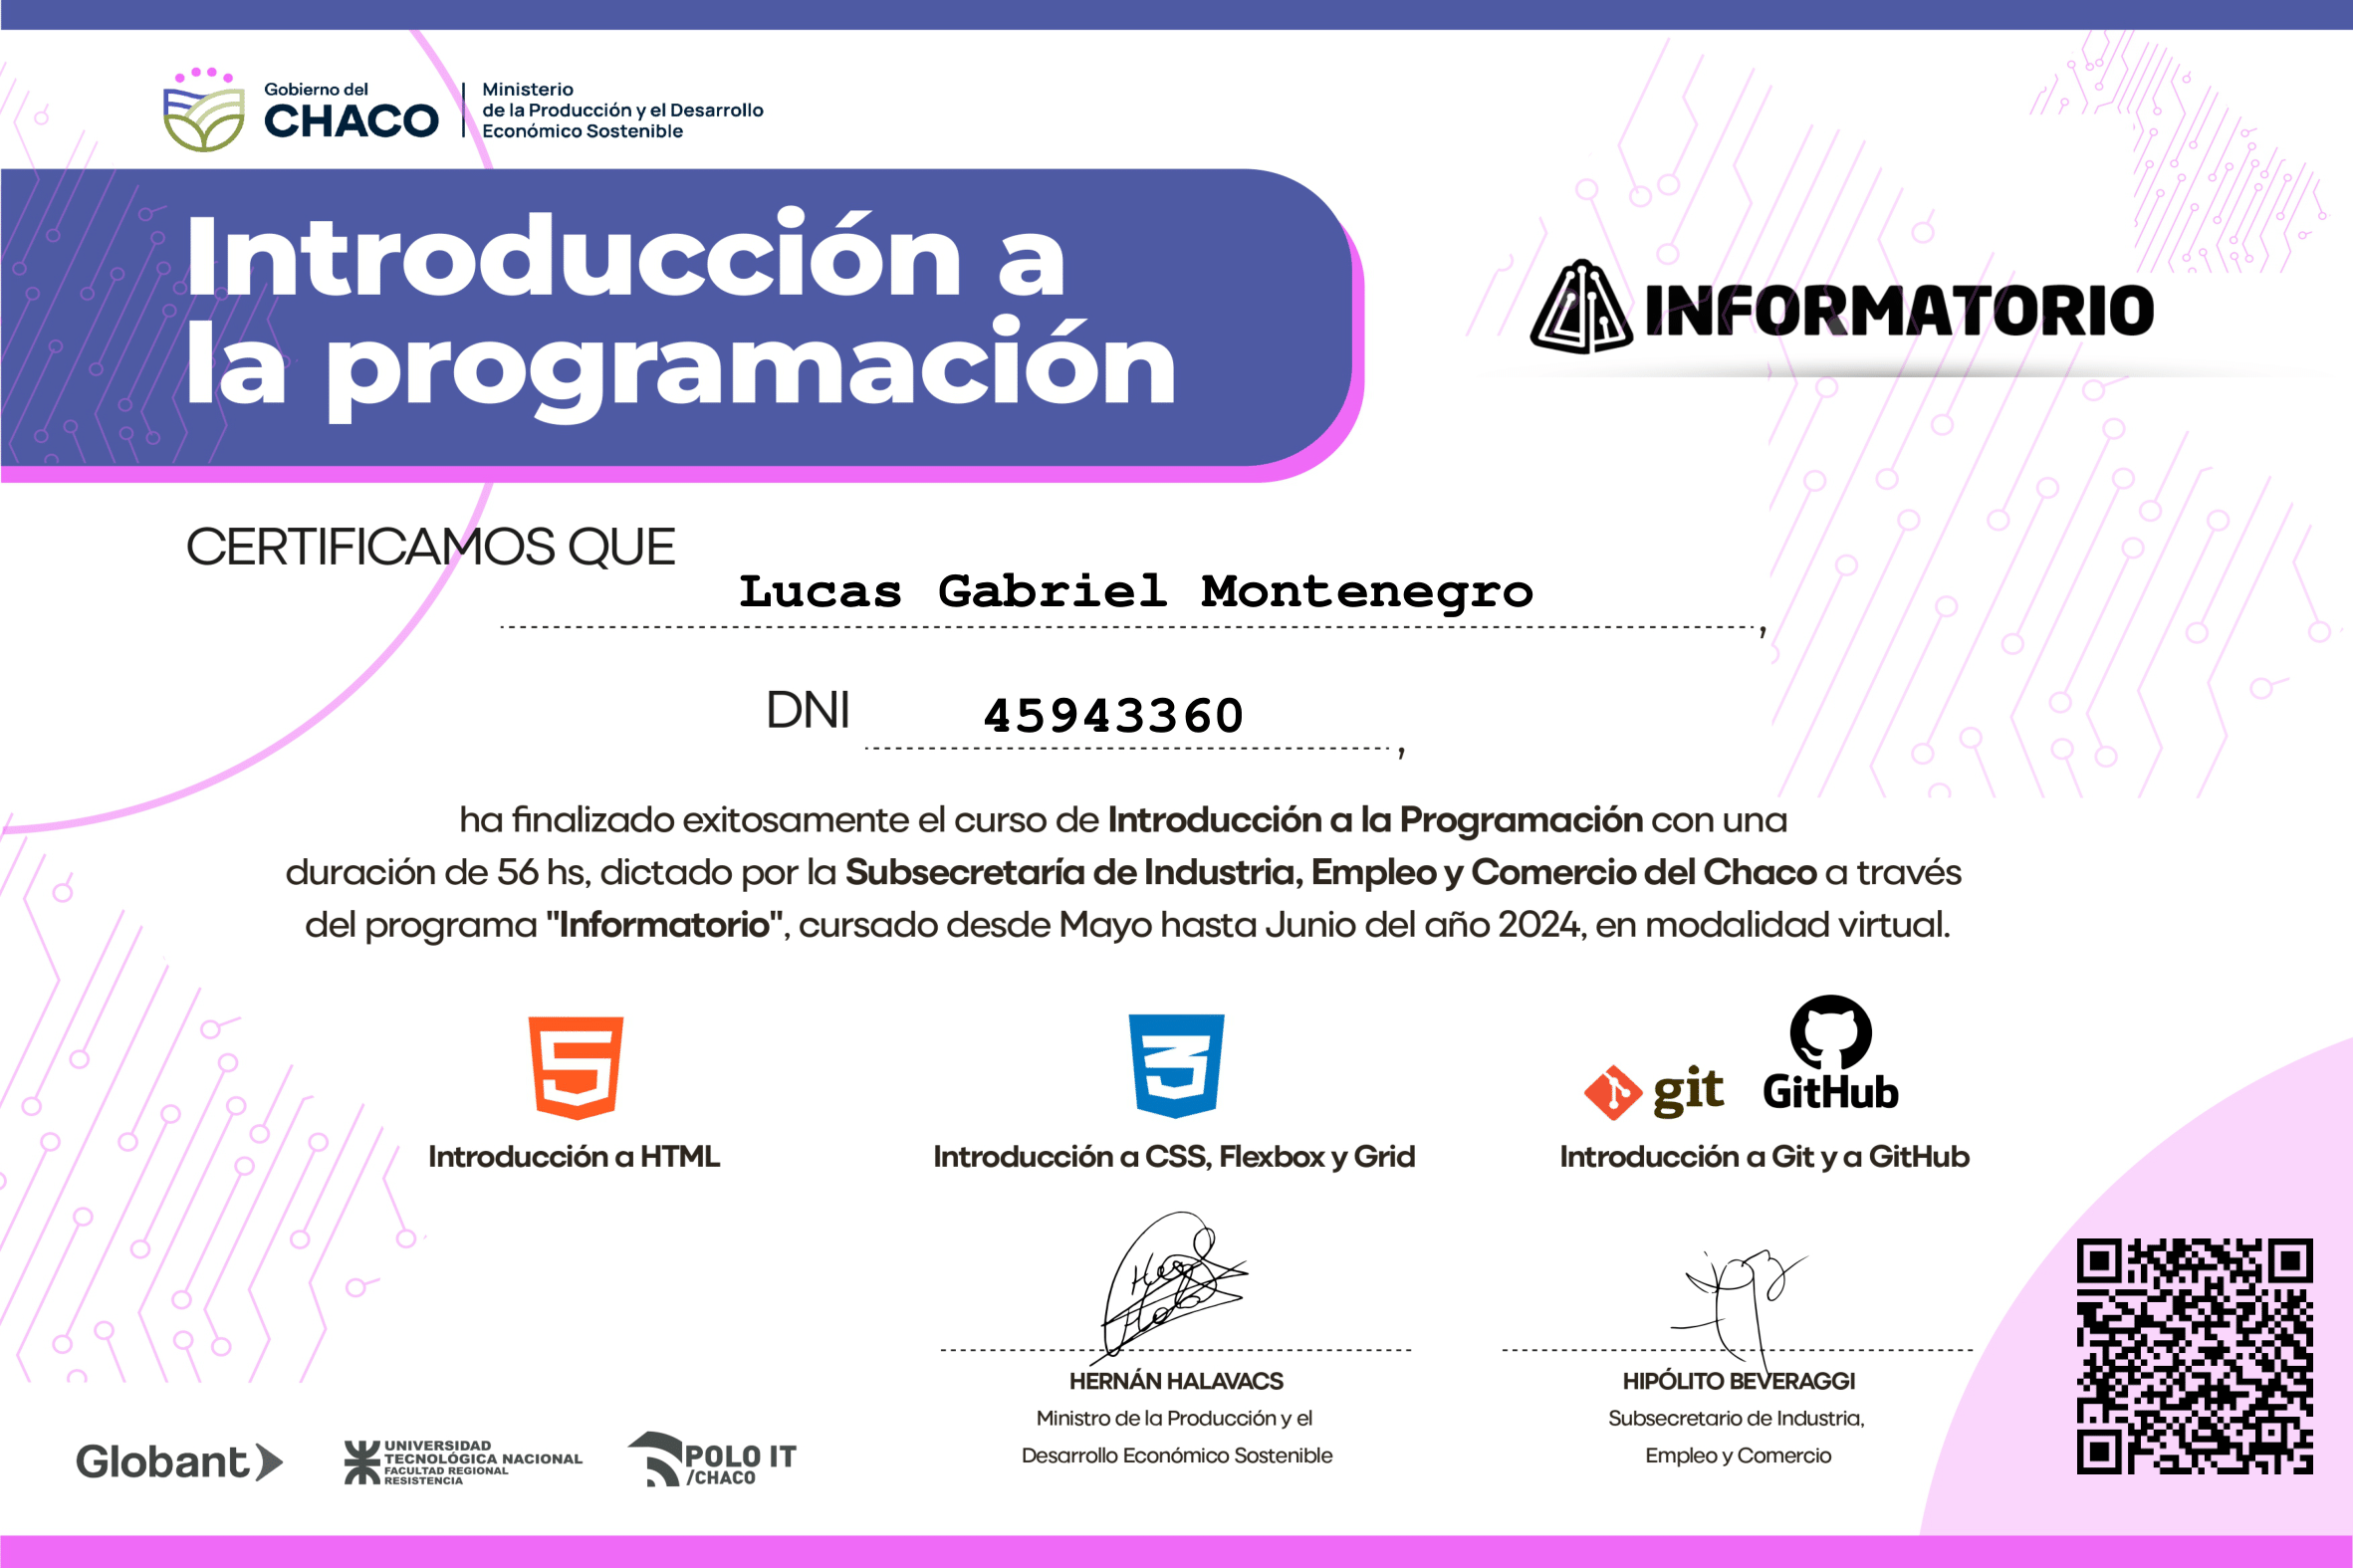 Gobierno del
CHACO
Ministerio
de la Producción y el Desarrollo
Económico Sostenible
Introducción a
la programación
INFORMATORIO
CERTIFICAMOS QUE
Lucas Gabriel Montenegro,
DNI 45943360,
ha finalizado exitosamente el curso de Introducción a la Programación con una
duración de 56 hs, dictado por la Subsecretaría de Industria, Empleo y Comercio del Chaco a través
del programa "Informatorio", cursado desde Mayo hasta Junio del año 2024, en modalidad virtual.
git
GitHub
Introducción a HTML
Introducción a CSS, Flexbox y Grid
Introducción a Git y a GitHub
HERNÁN HALAVACS
Ministro de la Producción y el
Desarrollo Económico Sostenible
HIPÓLITO BEVERAGGI
Subsecretario de Industria,
Empleo y Comercio
Globant
UNIVERSIDAD
TECNOLÓGICA NACIONAL
FACULTAD REGIONAL
RESISTENCIA
POLO IT
/CHACO